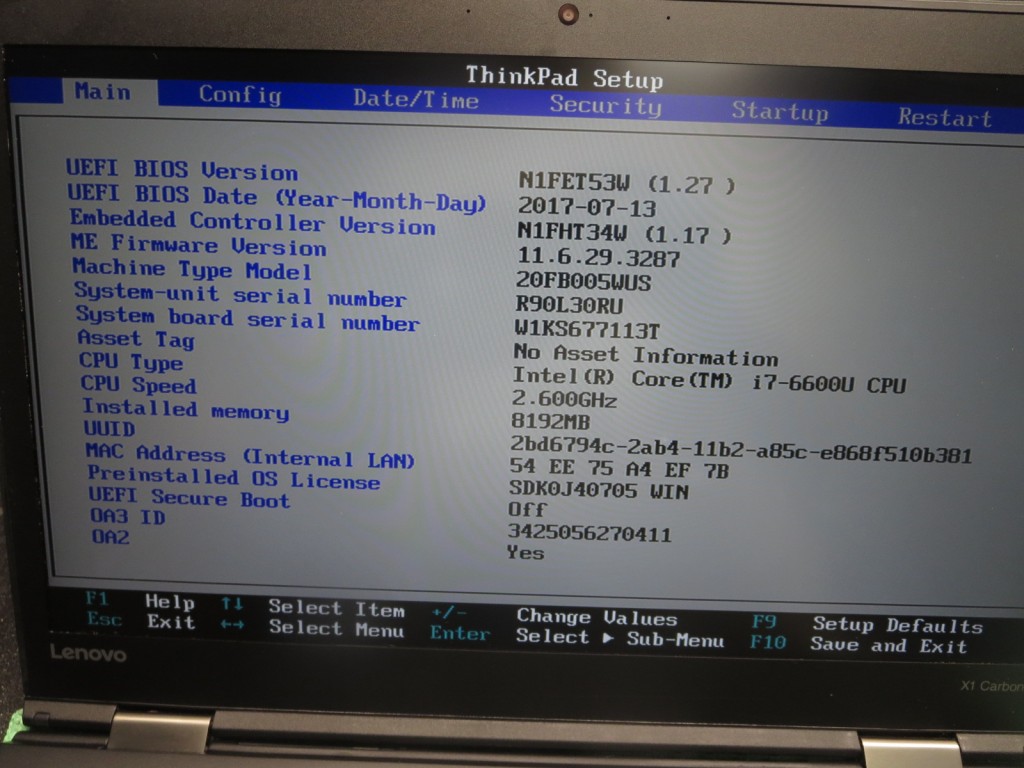 ThinkPad Setup
Main Config Date/Time Security Startup Restart
UEFI BIOS Version N1FET53W (1.27 )
UEFI BIOS Date (Year-Month-Day) 2017-07-13
Embedded Controller Version N1FHT34W (1.17 )
ME Firmware Version 11.6.29.3287
Machine Type Model 20FB005WUS
System-unit serial number R90L30RU
System board serial number W1KS677113T
Asset Tag No Asset Information
CPU Type Intel(R) Core(TM) i7-6600U CPU
CPU Speed 2.600GHz
Installed memory 8192MB
UUID 2bd6794c-2ab4-11b2-a85c-e868f510b381
MAC Address (Internal LAN) 54 EE 75 A4 EF 7B
Preinstalled OS License SDK0J40705 WIN
UEFI Secure Boot Off
OA3 ID 3425056270411
OA2 Yes
F1 Help ↑↓ Select Item +/- Change Values F9 Setup Defaults
Esc Exit ←→ Select Menu Enter Select ▶ Sub-Menu F10 Save and Exit
Lenovo
X1 Carbon